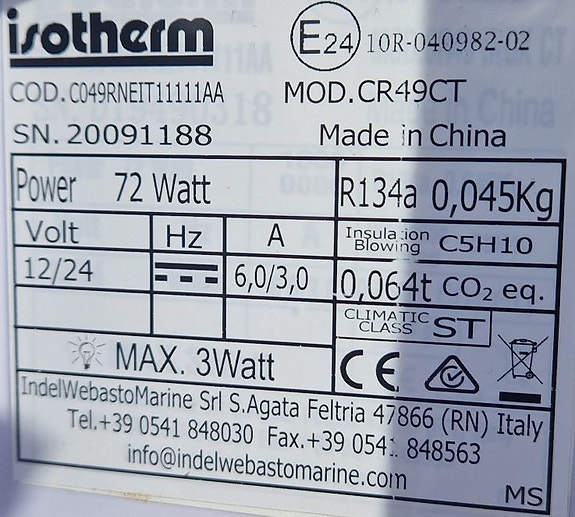 isotherm
E24 10R-040982-02
COD.C049RNEIT11111AA MOD.CR49CT
SN.20091188 Made in China
Power 72 Watt R134a 0,045Kg
Volt Hz A Insulation Blowing C5H10
12/24 6,0/3,0 0,064t CO2 eq.
CLIMATIC CLASS ST
MAX. 3Watt CE
IndelWebastoMarine Srl S.Agata Feltria 47866 (RN) Italy
Tel.+39 0541 848030 Fax.+39 0541 848563
info@indelwebastomarine.com
MS